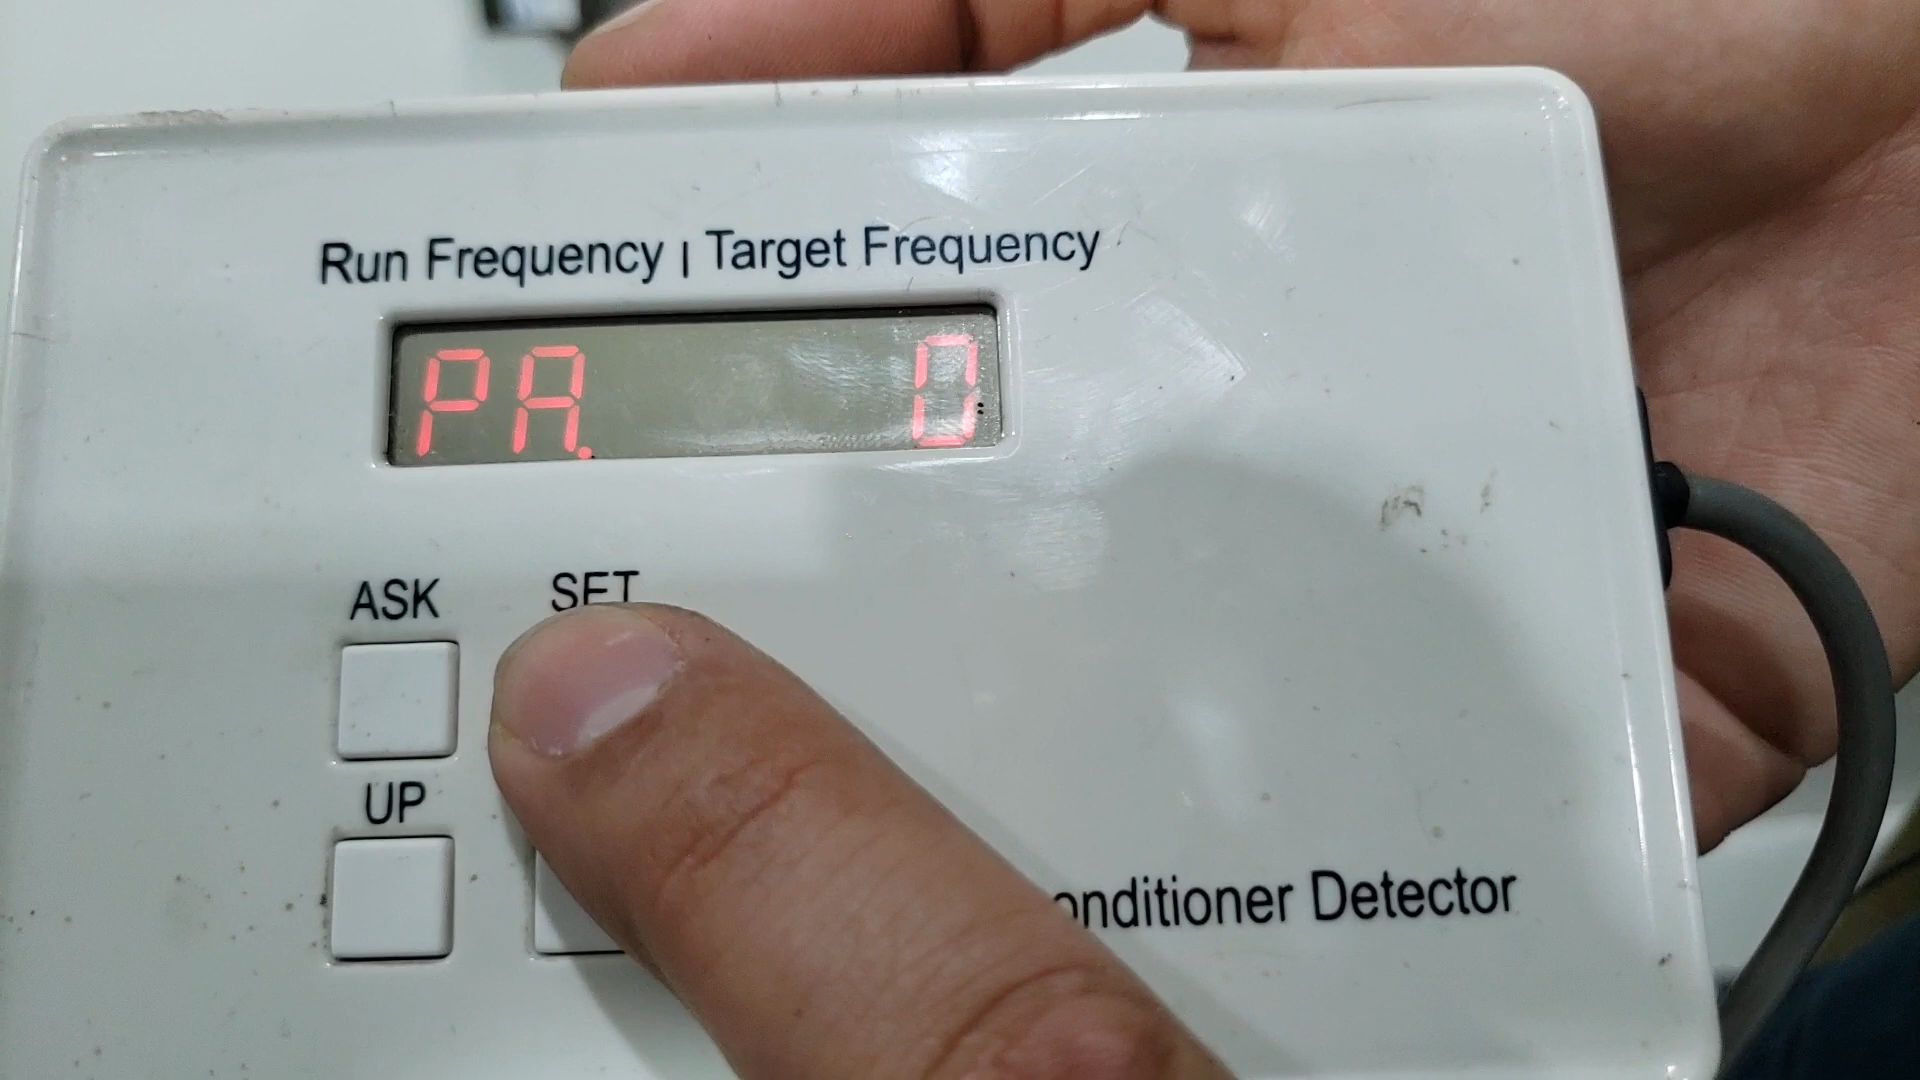 Run Frequency | Target Frequency
PA. 0
ASK SET
UP
onditioner Detector